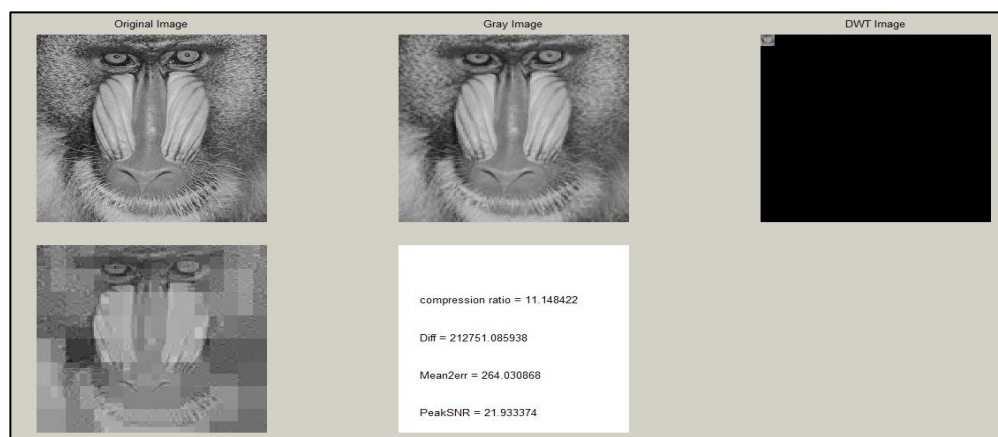 Original Image
Gray Image
DWT Image
compression ratio = 11.148422
Diff = 212751.085938
Mean2err = 264.030868
PeakSNR = 21.933374